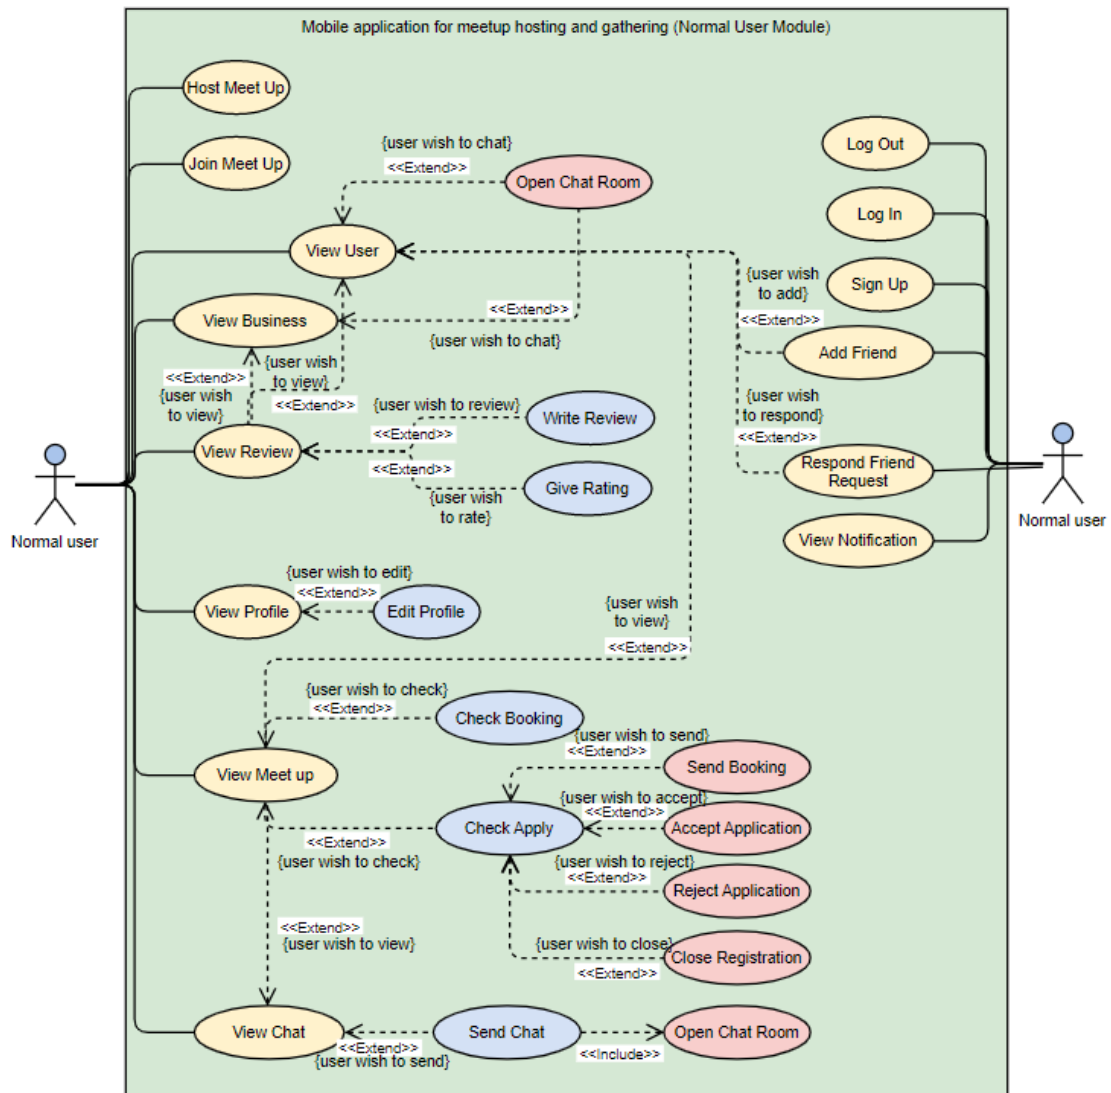 Mobile application for meetup hosting and gathering (Normal User Module)
Host Meet Up
Join Meet Up
{user wish to chat}
<<Extend>>
Open Chat Room
Log Out
Log In
View User
{user wish
to add}
<<Extend>>
Sign Up
View Business
<<Extend>>
{user wish to chat}
Add Friend
<<Extend>>
{user wish
to view}
{user wish
to view}
<<Extend>>
{user wish to review}
<<Extend>>
Write Review
{user wish
to respond}
<<Extend>>
View Review
<<Extend>>
{user wish
to rate}
Give Rating
Respond Friend
Request
View Notification
Normal user
Normal user
{user wish to edit}
<<Extend>>
View Profile
Edit Profile
{user wish
to view}
<<Extend>>
{user wish to check}
<<Extend>>
Check Booking
{user wish to send}
<<Extend>>
Send Booking
View Meet up
{user wish to accept}
<<Extend>>
Accept Application
Check Apply
<<Extend>>
{user wish to check}
{user wish to reject}
<<Extend>>
Reject Application
<<Extend>>
{user wish to view}
{user wish to close}
<<Extend>>
Close Registration
View Chat
<<Extend>>
{user wish to send}
Send Chat
<<Include>>
Open Chat Room